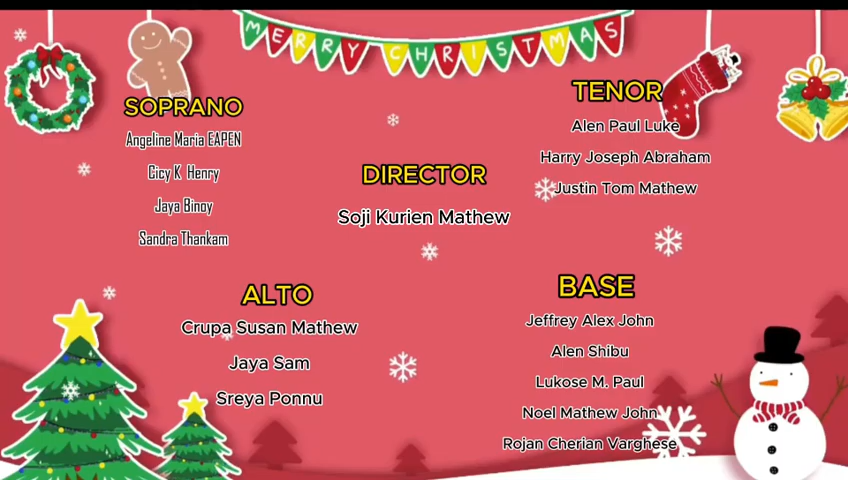 MERRY CHRISTMAS
SOPRANO
Angeline Maria EAPEN
Cicy K Henry
Jaya Binoy
Sandra Thankam
DIRECTOR
Soji Kurien Mathew
TENOR
Alen Paul Luke
Harry Joseph Abraham
Justin Tom Mathew
ALTO
Crupa Susan Mathew
Jaya Sam
Sreya Ponnu
BASE
Jeffrey Alex John
Alen Shibu
Lukose M. Paul
Noel Mathew John
Rojan Cherian Varghese